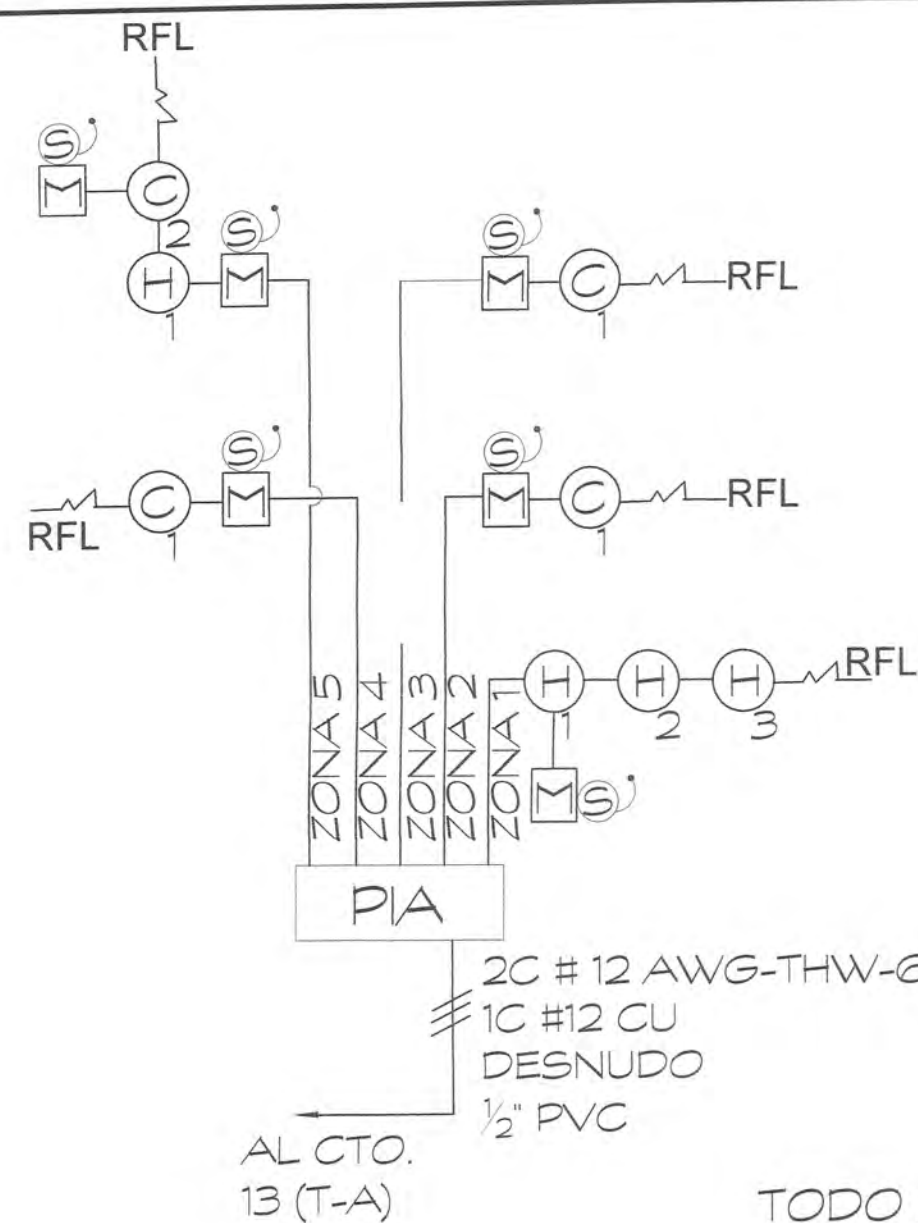 RFL
S
M
C
2
H
1
S
M
S
M
C
1
RFL
RFL
C
1
S
M
S
M
C
1
RFL
ZONA 5
ZONA 4
ZONA 3
ZONA 2
ZONA 1
H
1
H
2
H
3
RFL
M
S
PIA
2C # 12 AWG-THW-
1C #12 CU
DESNUDO
½" PVC
AL CTO.
13 (T-A)
TODO